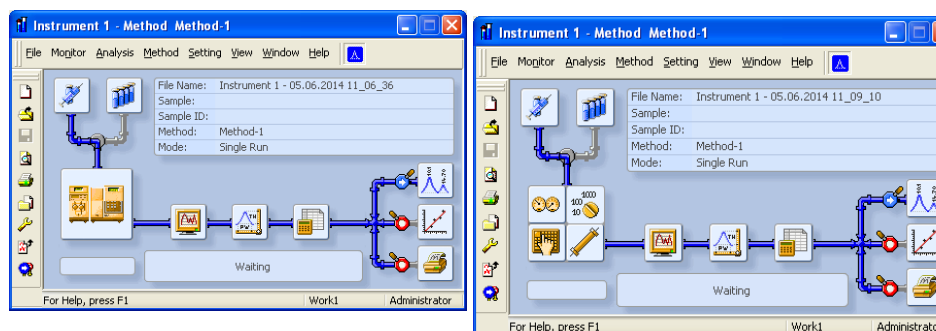 Instrument 1 - Method Method-1
File Monitor Analysis Method Setting View Window Help
File Name: Instrument 1 - 05.06.2014 11_06_36
Sample:
Sample ID:
Method: Method-1
Mode: Single Run
Waiting
For Help, press F1 Work1 Administrator
Instrument 1 - Method Method-1
File Monitor Analysis Method Setting View Window Help
File Name: Instrument 1 - 05.06.2014 11_09_10
Sample:
Sample ID:
Method: Method-1
Mode: Single Run
1000
100
10
Waiting
For Help, press F1 Work1 Administrato